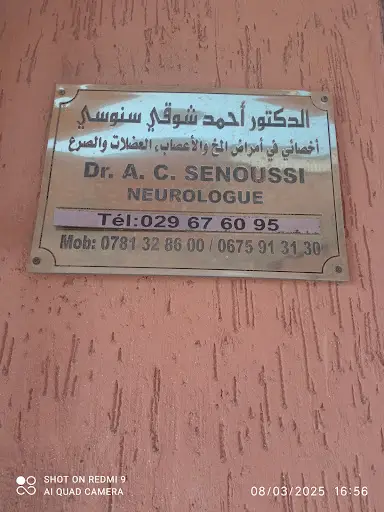 الدكتور أحمد شوقي سنوسي
أخصائي في أمراض المخ والأعصاب، العضلات والصرع
Dr. A. C. SENOUSSI
NEUROLOGUE
Tél:029 67 60 95
Mob: 0781 32 86 00 / 0675 91 31 30
SHOT ON REDMI 9
AI QUAD CAMERA
08/03/2025 16:56